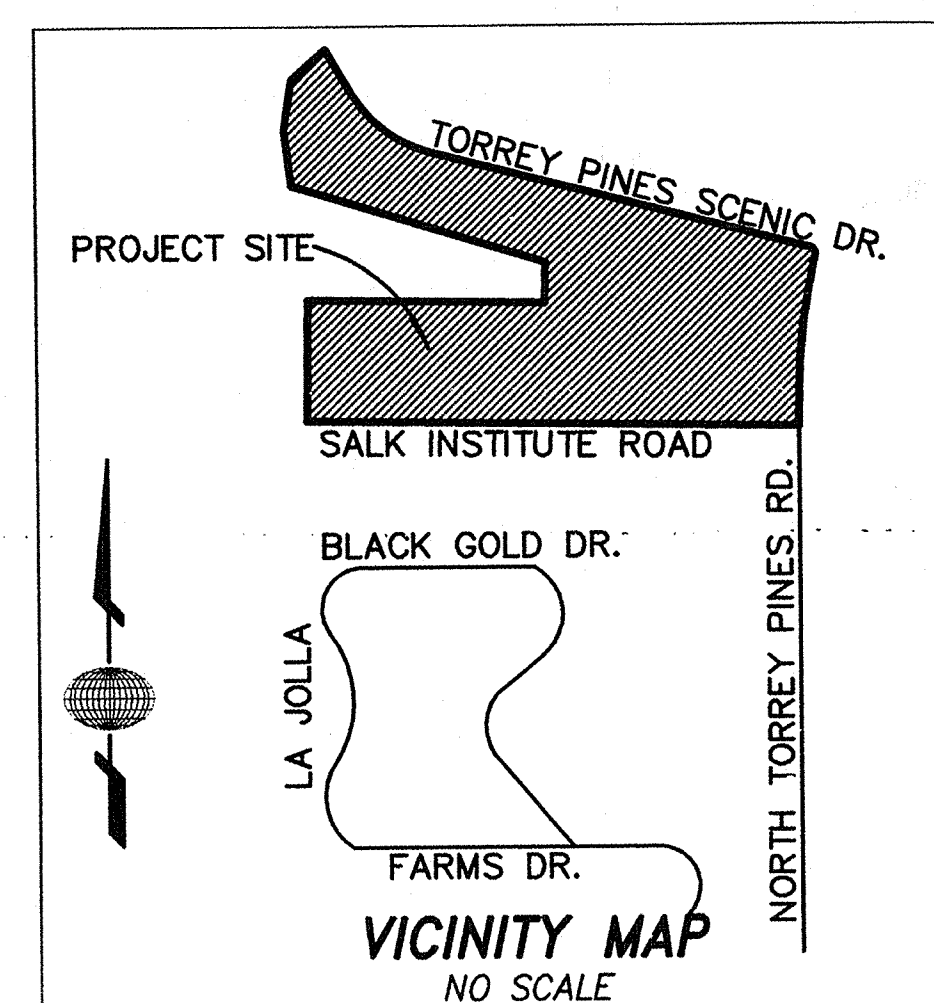 TORREY PINES SCENIC DR.
PROJECT SITE
SALK INSTITUTE ROAD
BLACK GOLD DR.
LA JOLLA
NORTH TORREY PINES. RD.
FARMS DR.
VICINITY MAP
NO SCALE